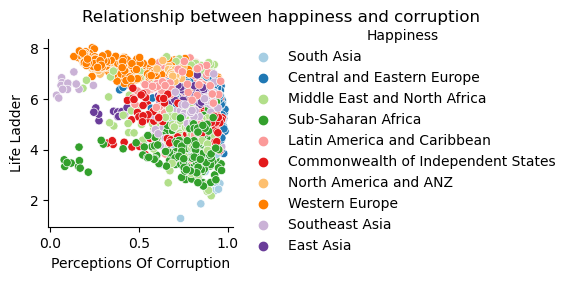 Relationship between happiness and corruption
Happiness
South Asia
Central and Eastern Europe
Middle East and North Africa
Sub-Saharan Africa
Latin America and Caribbean
Commonwealth of Independent States
North America and ANZ
Western Europe
Southeast Asia
East Asia
8
6
4
2
Life Ladder
0.0 0.5 1.0
Perceptions Of Corruption